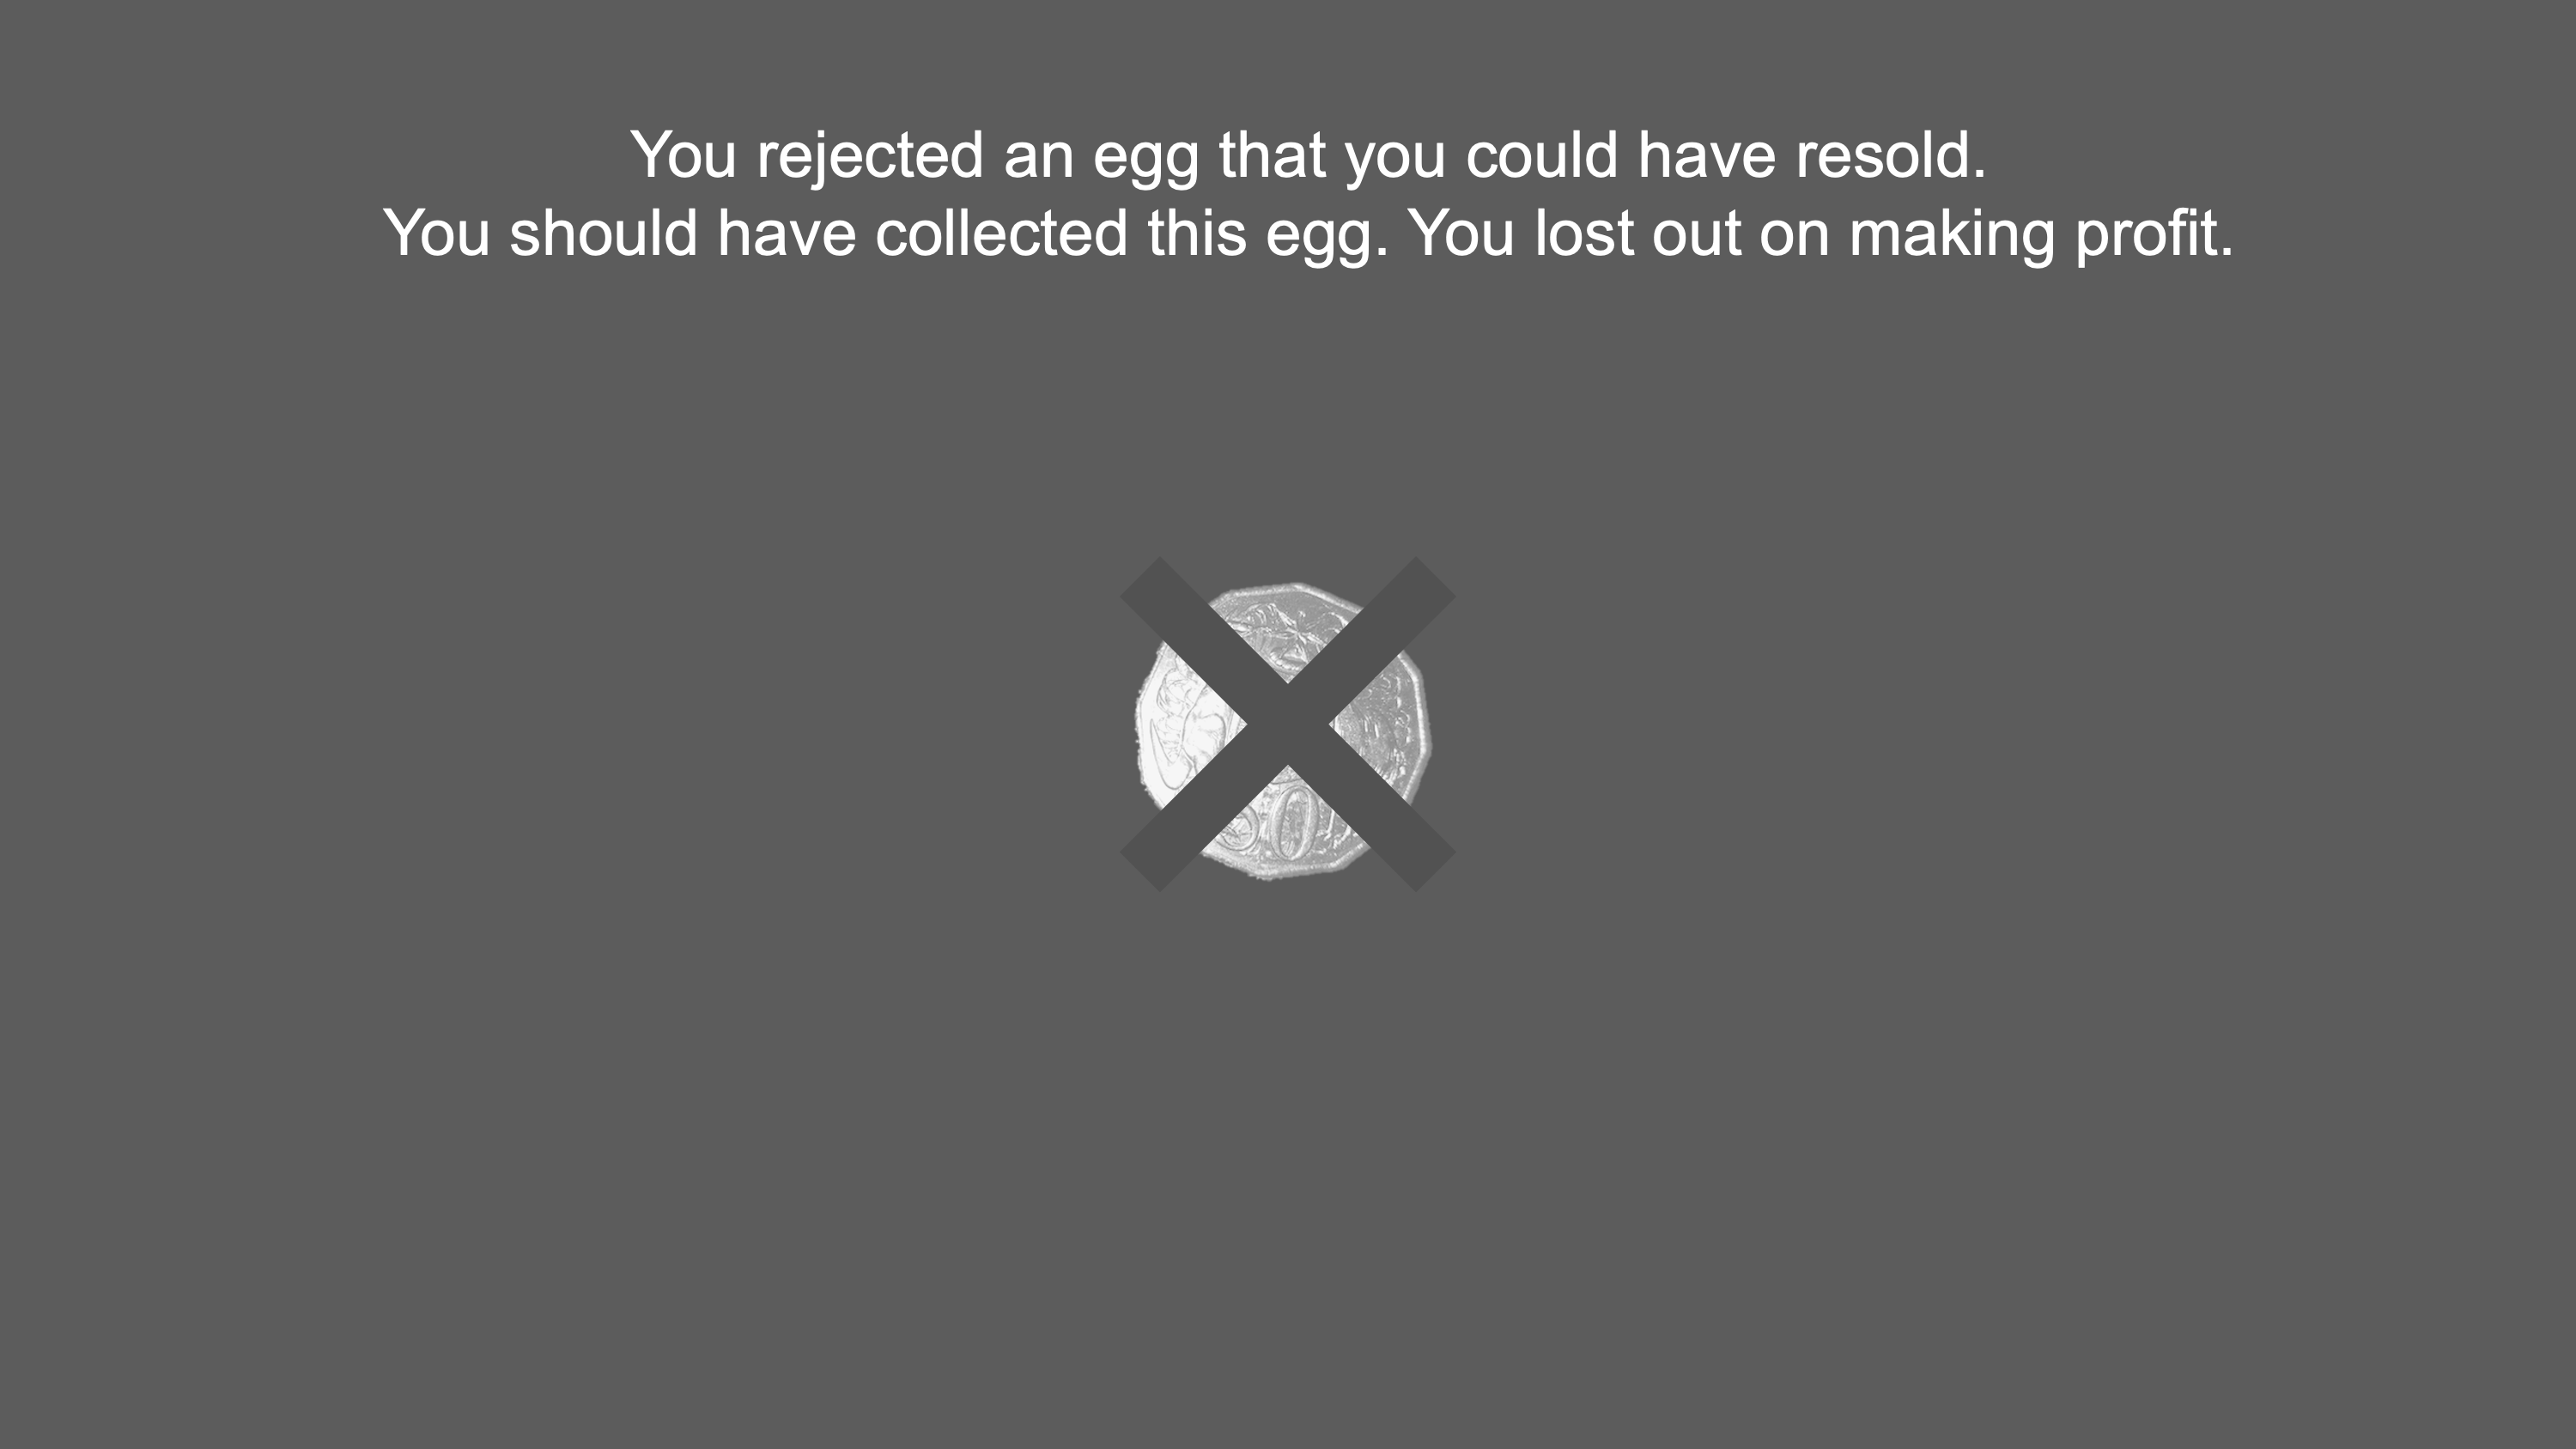 You rejected an egg that you could have resold.
You should have collected this egg. You lost out on making profit.
50